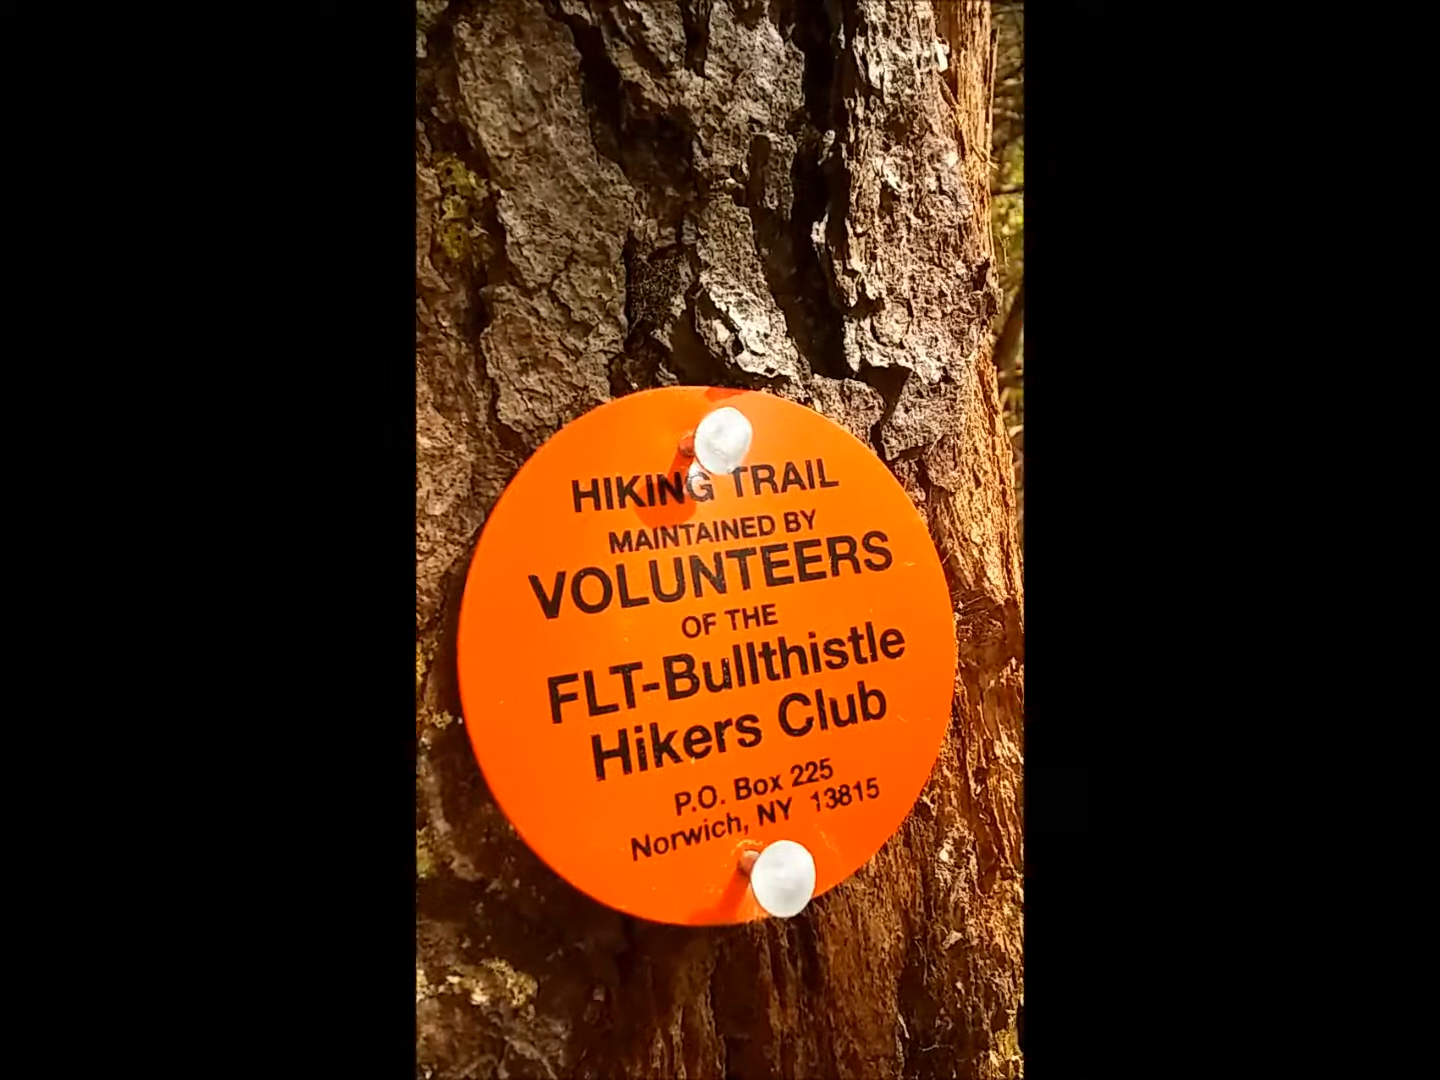 HIKING TRAIL
MAINTAINED BY
VOLUNTEERS
OF THE
FLT-Bullthistle
Hikers Club
P.O. Box 225
Norwich, NY 13815